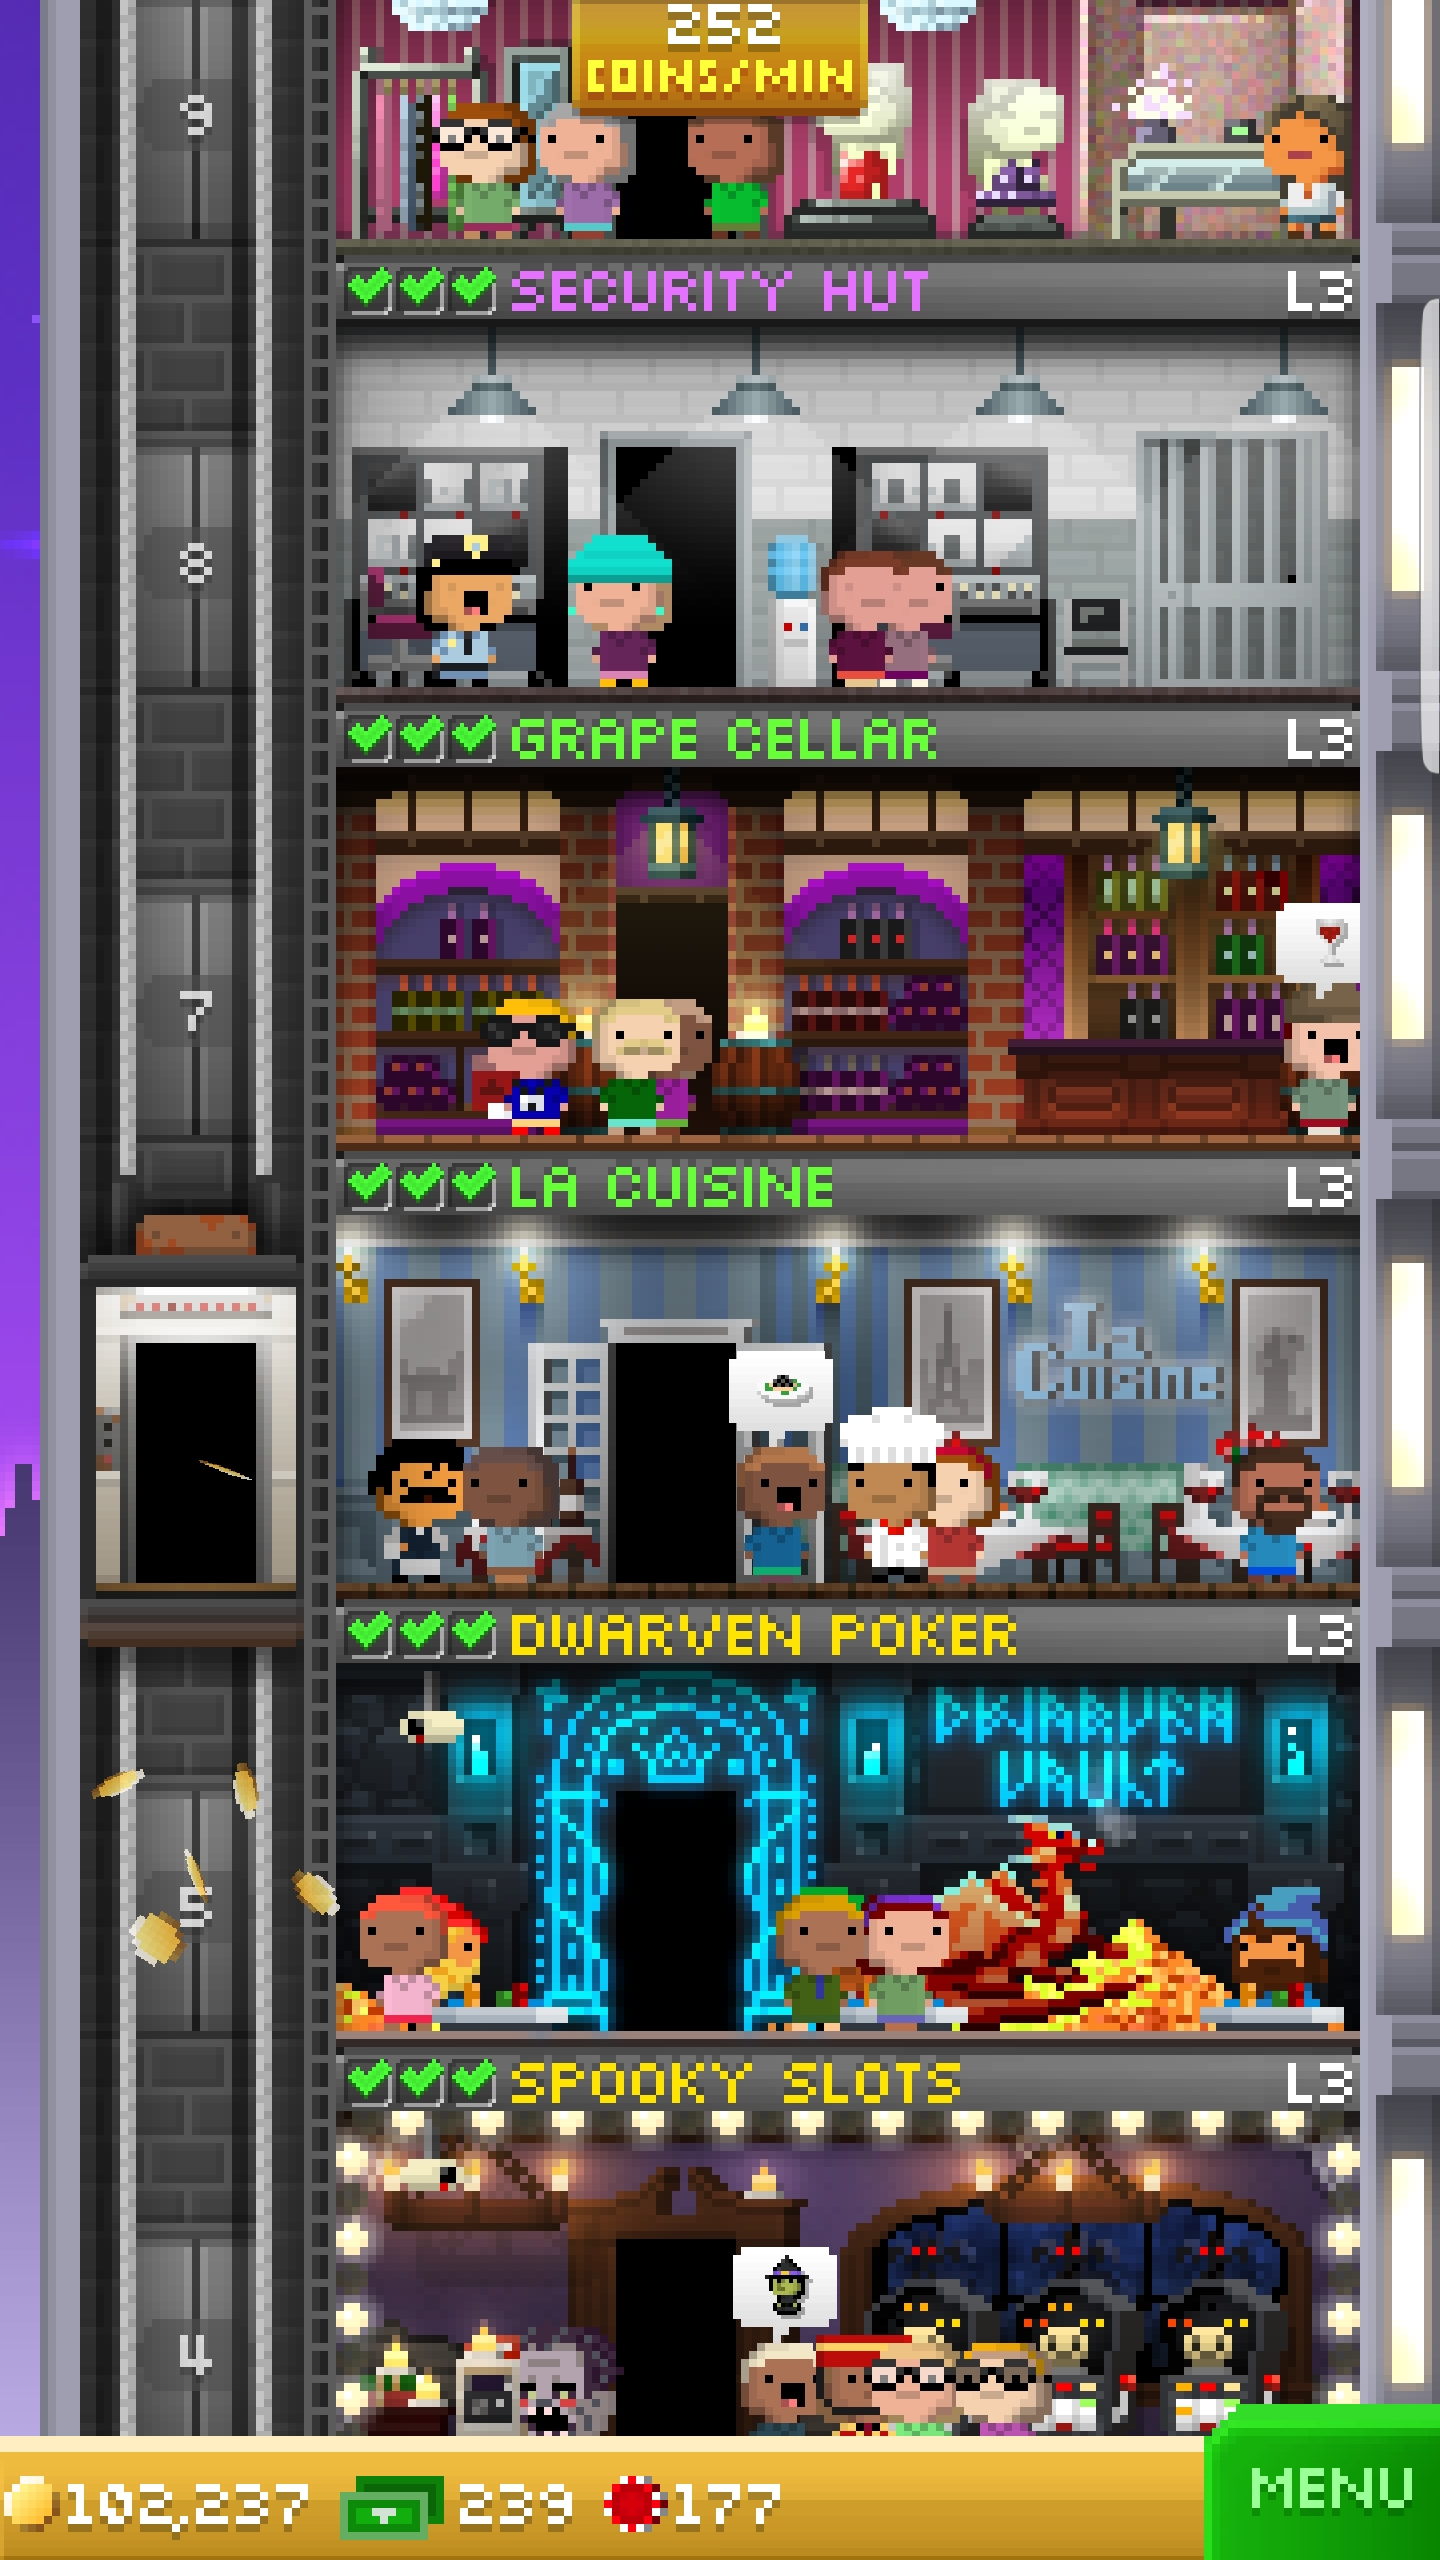 252
COINS/MIN
9
SECURITY HUT L3
8
GRAPE CELLAR L3
7
LA CUISINE L3
La
Cuisine
DWARVEN POKER L3
DWARVEN
VAULT
5
SPOOKY SLOTS L3
4
102,237 239 177
MENU